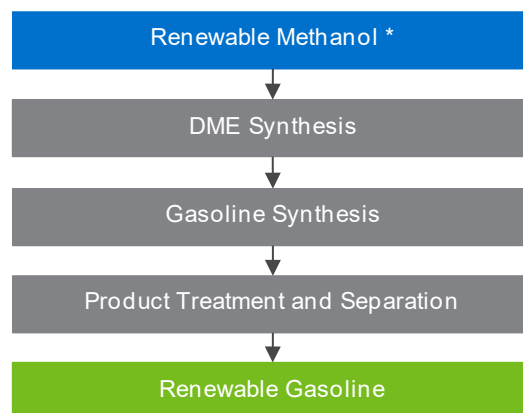 Renewable Methanol *
DME Synthesis
Gasoline Synthesis
Product Treatment and Separation
Renewable Gasoline